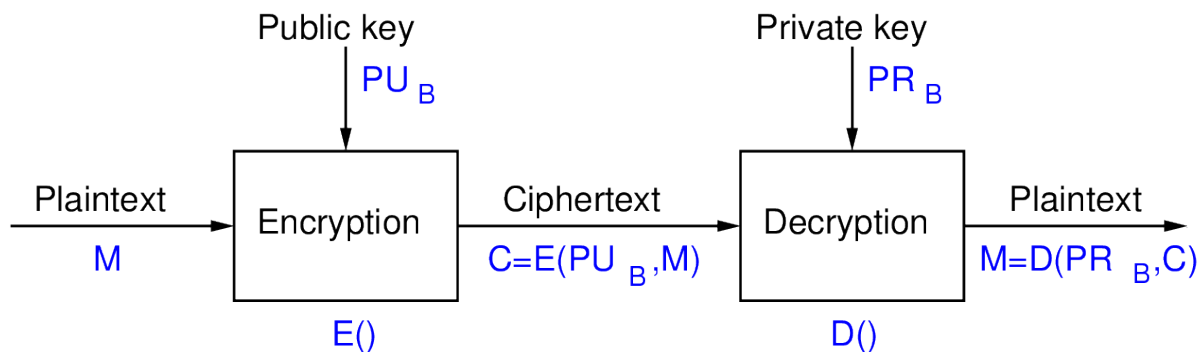 Public key
PU B
Private key
PR B
Plaintext
M
Encryption
E()
Ciphertext
C=E(PU B,M)
Decryption
D()
Plaintext
M=D(PR B,C)